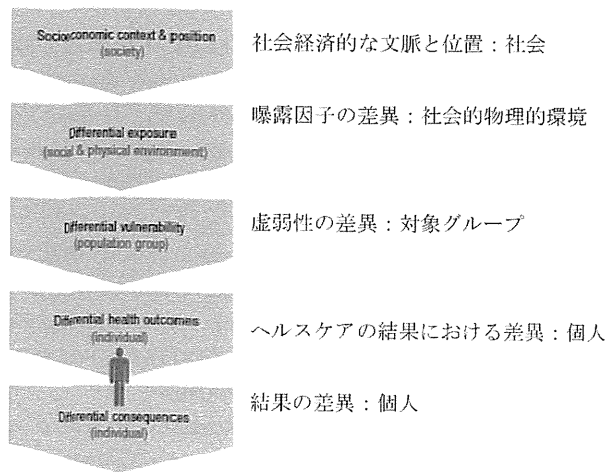 Socioeconomic context & position
(society)
社会経済的な文脈と位置：社会
Differential exposure
(social & physical environment)
曝露因子の差異：社会的物理的環境
Differential vulnerability
(population group)
虚弱性の差異：対象グループ
Differential health outcomes
(individual)
ヘルスケアの結果における差異：個人
Differential consequences
(individual)
結果の差異：個人